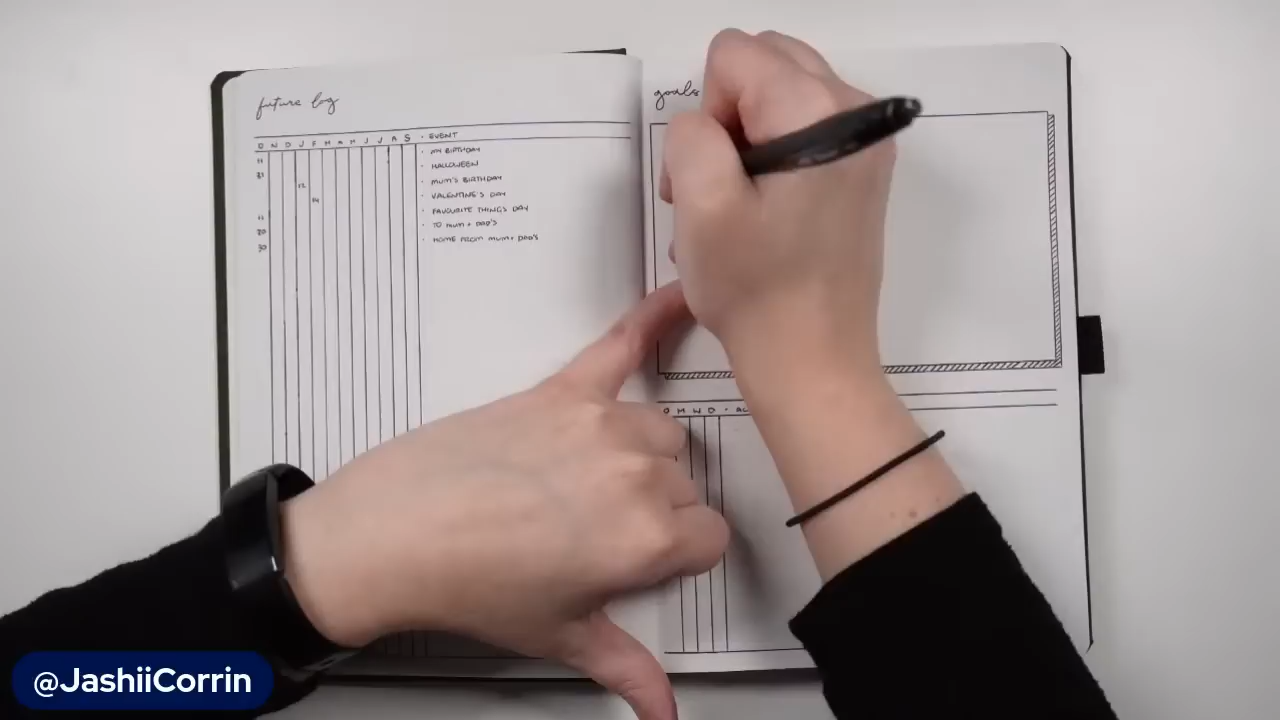 future log
O N D J F M A M J J A S · EVENT
11 · MY BIRTHDAY
31 · HALLOWEEN
12 · MUM'S BIRTHDAY
14 · VALENTINE'S DAY
11 · FAVOURITE THINGS DAY
20 · TO MUM + DAD'S
30 · HOME FROM MUM + DAD'S
goals
M W D ·
@JashiiCorrin